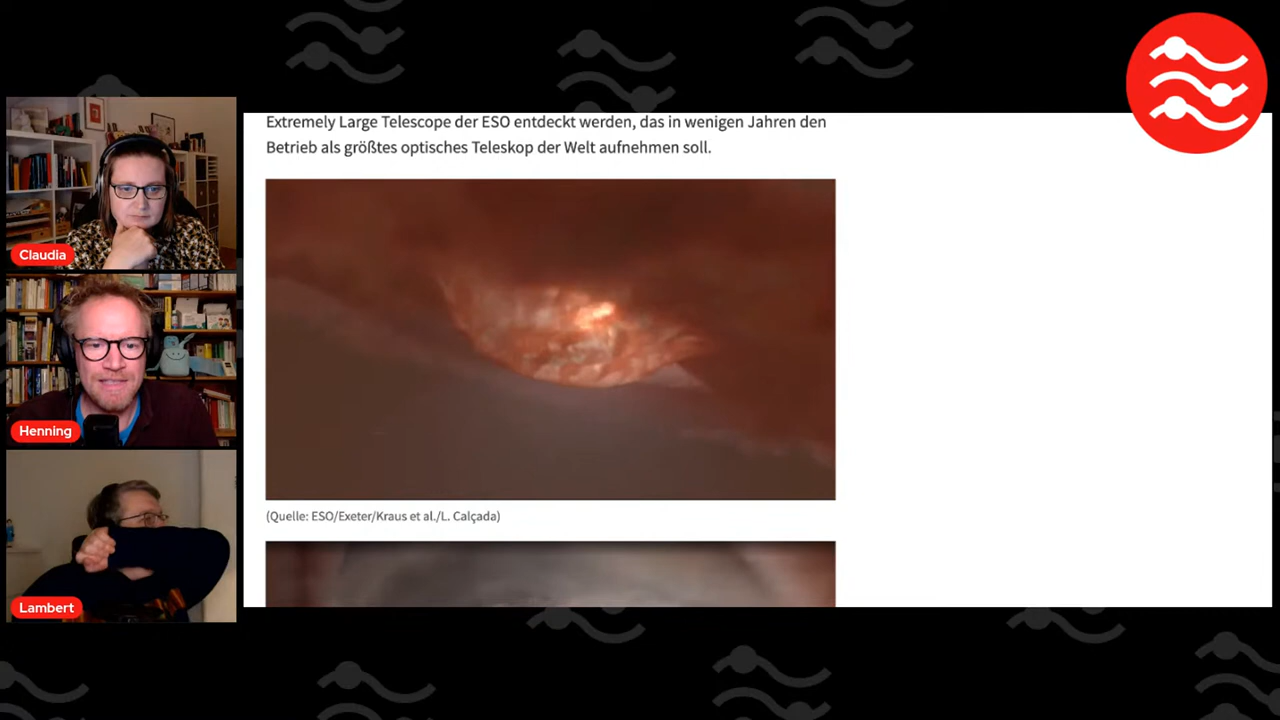 Extremely Large Telescope der ESO entdeckt werden, das in wenigen Jahren den
Betrieb als größtes optisches Teleskop der Welt aufnehmen soll.
Claudia
Henning
(Quelle: ESO/Exeter/Kraus et al./L. Calçada)
Lambert